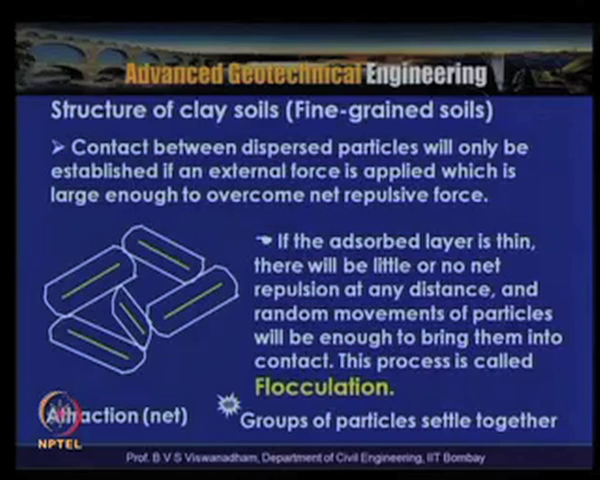 Advanced Geotechnical Engineering
Structure of clay soils (Fine-grained soils)
➢ Contact between dispersed particles will only be
established if an external force is applied which is
large enough to overcome net repulsive force.
☛ If the adsorbed layer is thin,
there will be little or no net
repulsion at any distance, and
random movements of particles
will be enough to bring them into
contact. This process is called
Flocculation.
Attraction (net)
Groups of particles settle together
NPTEL
Prof. B V S Viswanadham, Department of Civil Engineering, IIT Bombay